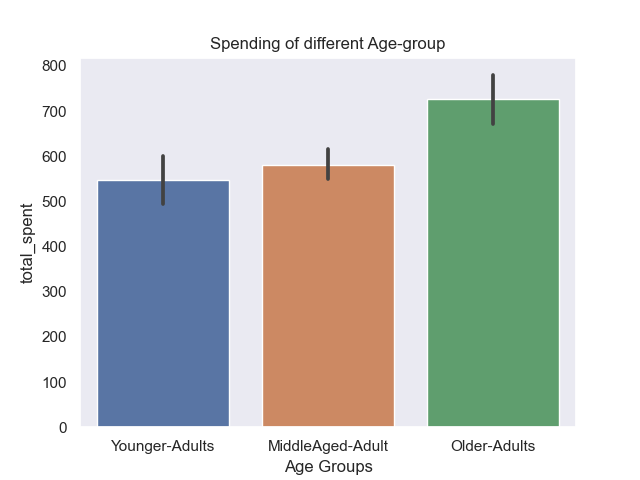 Spending of different Age-group
800
700
600
500
400
300
200
100
0
total_spent
Younger-Adults
MiddleAged-Adult
Older-Adults
Age Groups